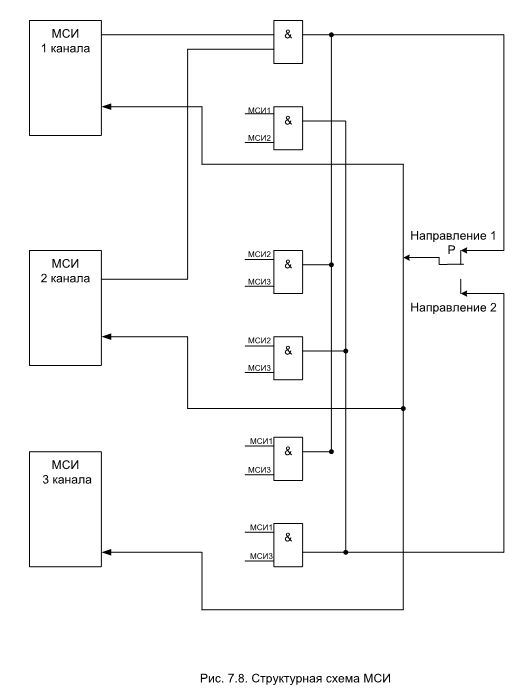 МСИ
1 канала
&
МСИ1
МСИ2
&
Направление 1
Р
МСИ
2 канала
МСИ2
МСИ3
&
Направление 2
МСИ2
МСИ3
&
МСИ1
МСИ3
&
МСИ
3 канала
МСИ1
МСИ3
&
Рис. 7.8. Структурная схема МСИ